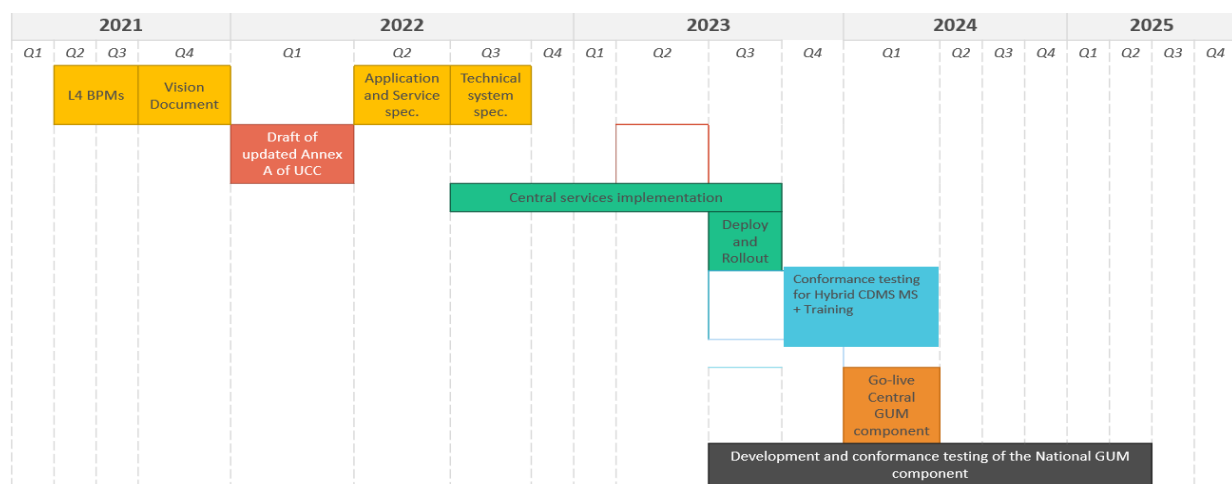 2021 2022 2023 2024 2025
Q1 Q2 Q3 Q4 Q1 Q2 Q3 Q4 Q1 Q2 Q3 Q4 Q1 Q2 Q3 Q4 Q1 Q2 Q3 Q4
L4 BPMs
Vision
Document
Application
and Service
spec.
Technical
system
spec.
Draft of
updated Annex
A of UCC
Central services implementation
Deploy
and
Rollout
Conformance testing
for Hybrid CDMS MS
+ Training
Go-live
Central
GUM
component
Development and conformance testing of the National GUM
component